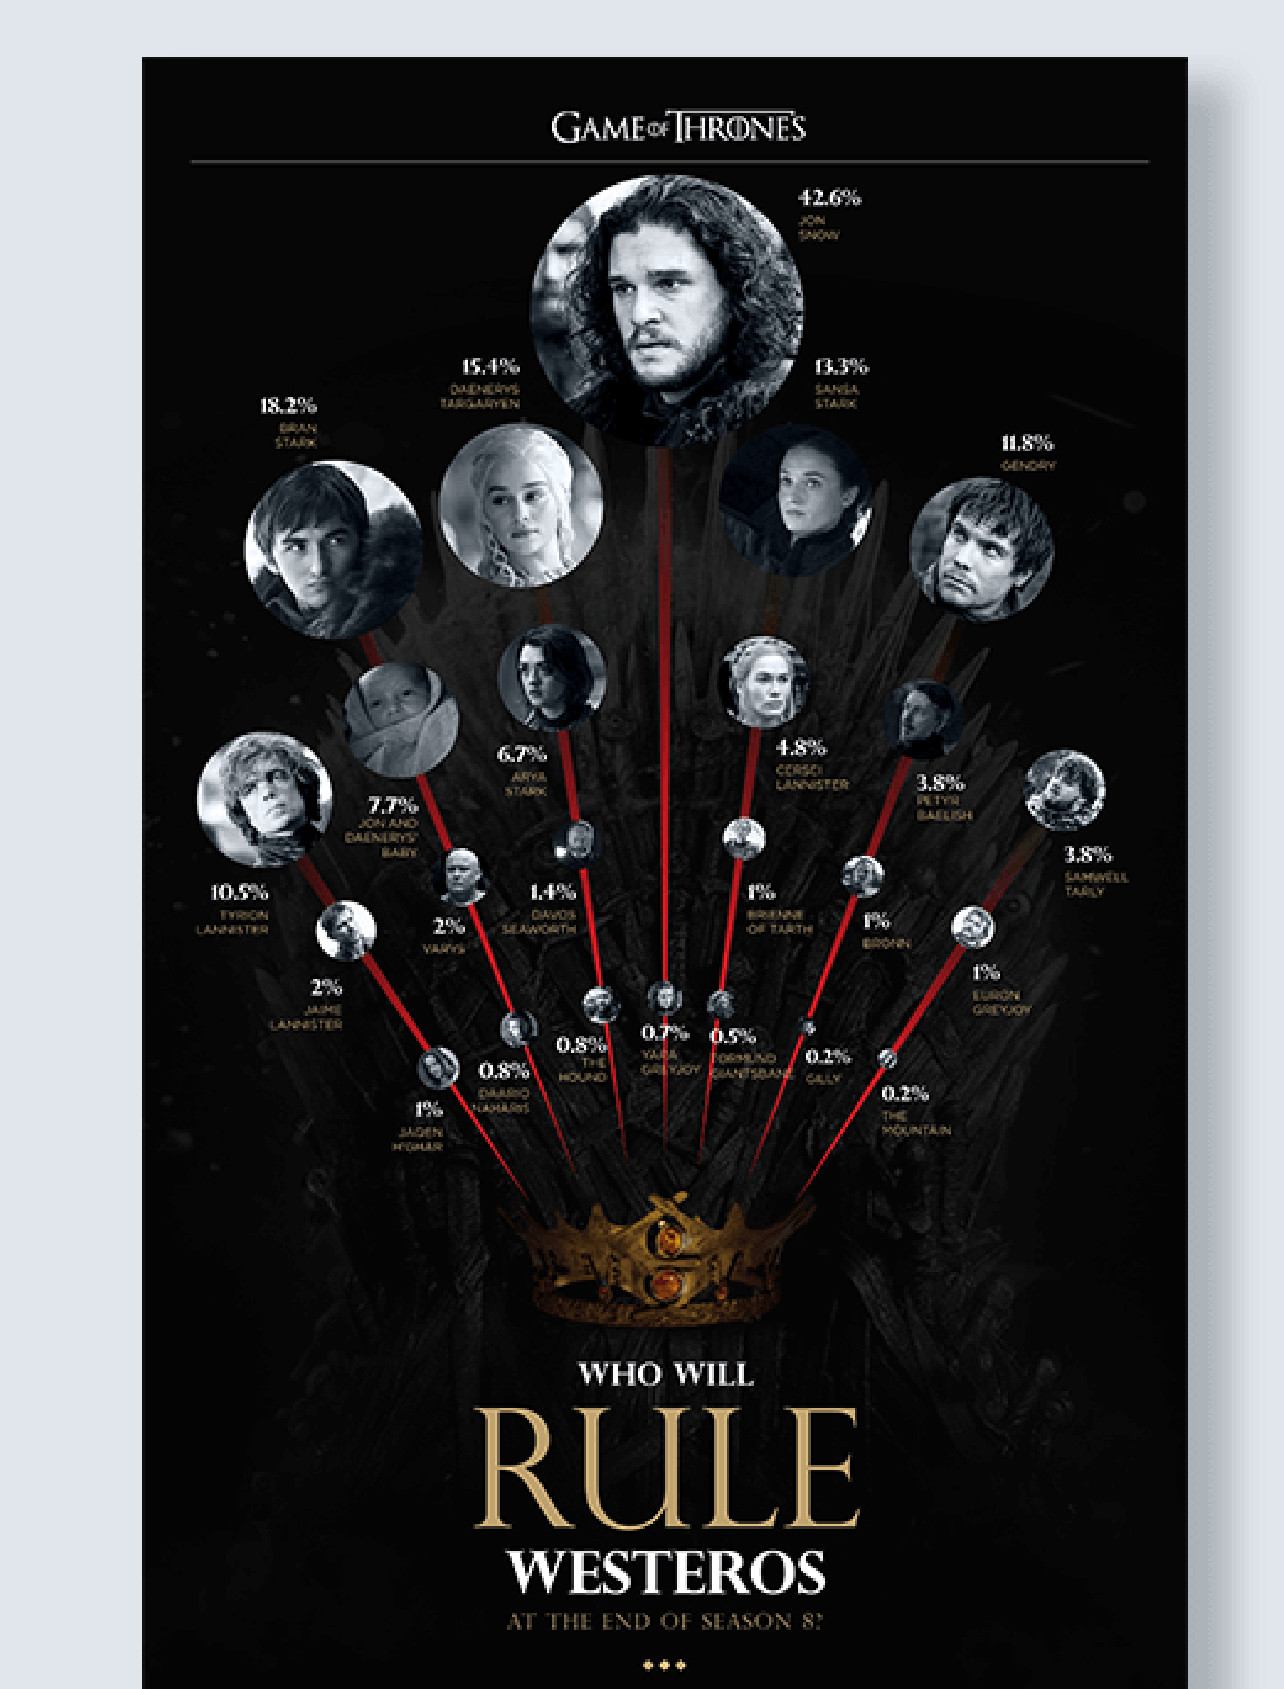 GAME OF THRONES
42.6%
JON
SNOW
15.4%
DAENERYS
TARGARYEN
13.3%
SANSA
STARK
18.2%
BRAN
STARK
11.8%
GENDRY
6.7%
ARYA
STARK
4.8%
CERSEI
LANNISTER
7.7%
JON AND
DAENERYS'
BABY
3.8%
PETYR
BAELISH
3.8%
SAMWELL
TARLY
10.5%
TYRION
LANNISTER
2%
VARYS
1.4%
DAVOS
SEAWORTH
1%
BRIENNE
OF TARTH
1%
BRONN
2%
JAIME
LANNISTER
1%
EURON
GREYJOY
0.8%
DAARIO
NAHARIS
0.8%
THE
HOUND
0.7%
YARA
GREYJOY
0.5%
TORMUND
GIANTSBANE
0.2%
GILLY
0.2%
THE
MOUNTAIN
1%
JAQEN
H'GHAR
WHO WILL
RULE
WESTEROS
AT THE END OF SEASON 8?